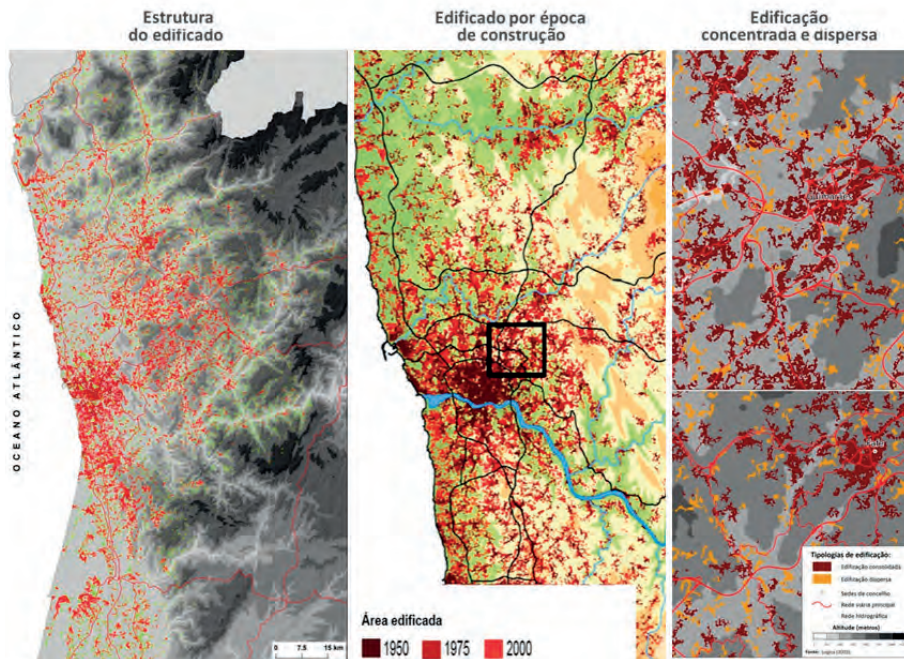 Estrutura
do edificado
Edificado por época
de construção
Edificação
concentrada e dispersa
OCEANO ATLÂNTICO
0 7.5 15 km
Área edificada
1950 1975 2000
Guimarães
Fafe
Tipologias de edificação:
Edificação consolidada
Edificação dispersa
Sedes de concelho
Rede viária principal
Rede hidrográfica
Altitude (metros)